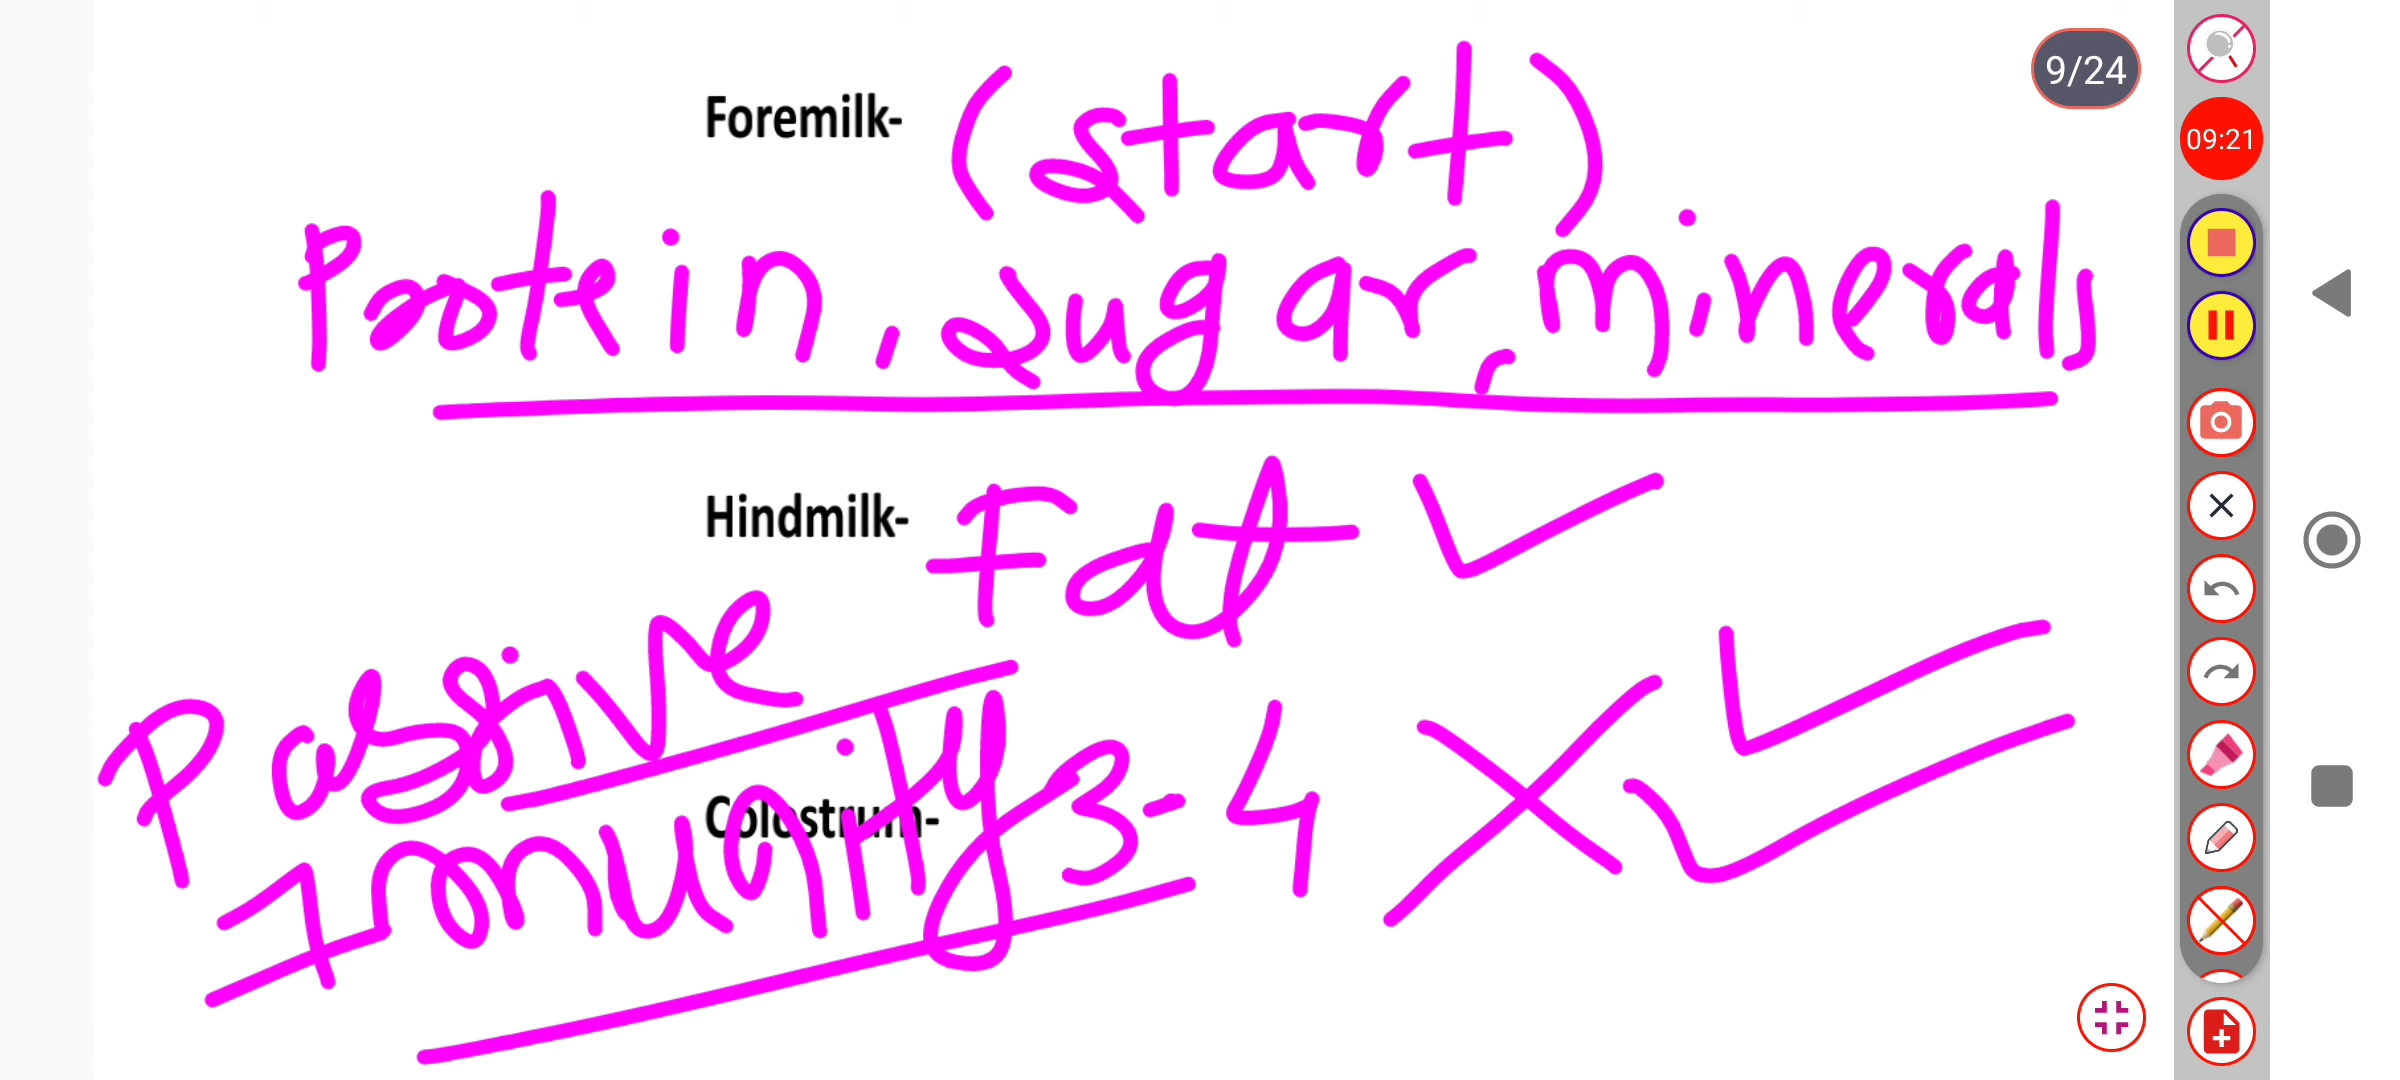 Foremilk- (start)
9/24
09:21
Protein, sugar, minerals
Hindmilk- Fat
Passive
Colostrum- 3-4
Immunity